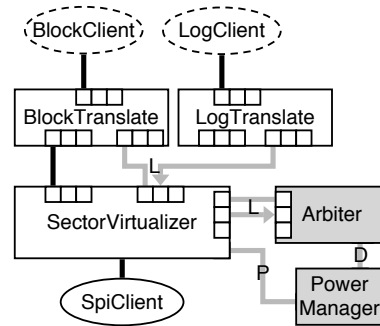 BlockClient
LogClient
BlockTranslate
LogTranslate
L
SectorVirtualizer
L
Arbiter
P
D
SpiClient
Power
Manager